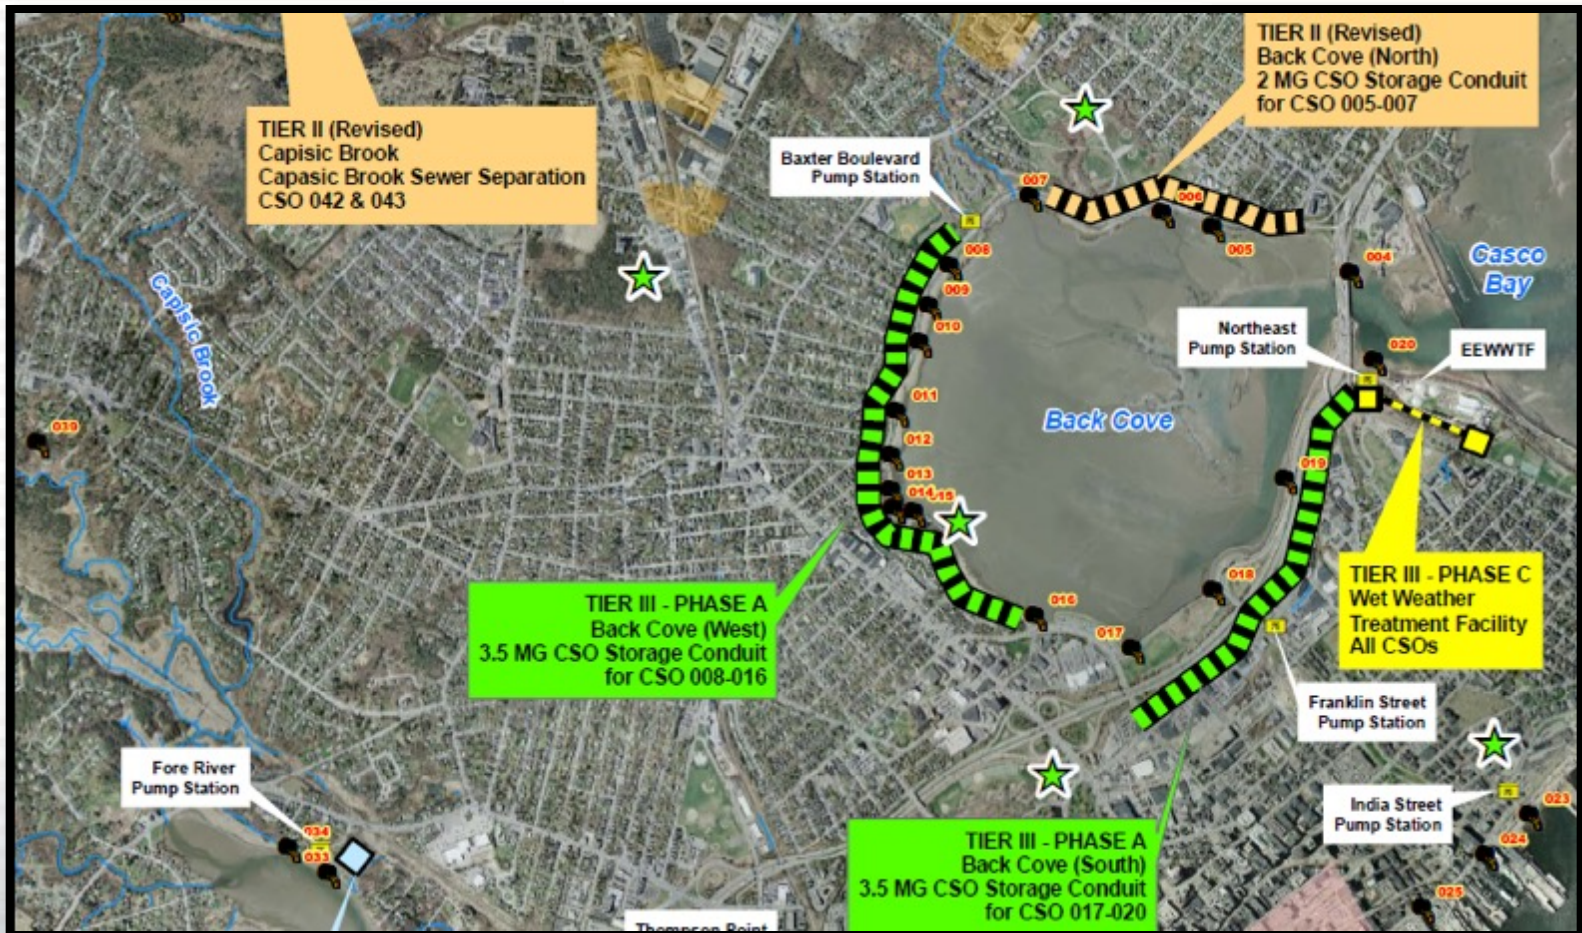 TIER II (Revised)
Back Cove (North)
2 MG CSO Storage Conduit
for CSO 005-007
TIER II (Revised)
Capisic Brook
Capasic Brook Sewer Separation
CSO 042 & 043
Baxter Boulevard
Pump Station
007
006
005
004
008
009
010
011
012
013
014
015
016
017
018
019
020
Casco
Bay
Capisic Brook
Northeast
Pump Station
EEWWTF
Back Cove
039
TIER III - PHASE A
Back Cove (West)
3.5 MG CSO Storage Conduit
for CSO 008-016
TIER III - PHASE C
Wet Weather
Treatment Facility
All CSOs
Franklin Street
Pump Station
Fore River
Pump Station
034
033
India Street
Pump Station
023
024
025
TIER III - PHASE A
Back Cove (South)
3.5 MG CSO Storage Conduit
for CSO 017-020
Thompson Point